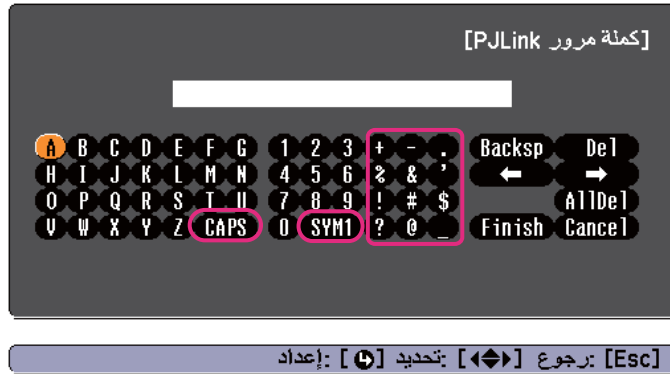 [كملة مرور PJLink]
A B C D E F G 1 2 3 + - . Backsp Del
H I J K L M N 4 5 6 % & ’ ← →
O P Q R S T U 7 8 9 ! # $ AllDel
V W X Y Z CAPS 0 SYM1 ? @ _ Finish Cancel
[Esc] :رجوع [◀◆▶] :تحديد [↵] :إعداد